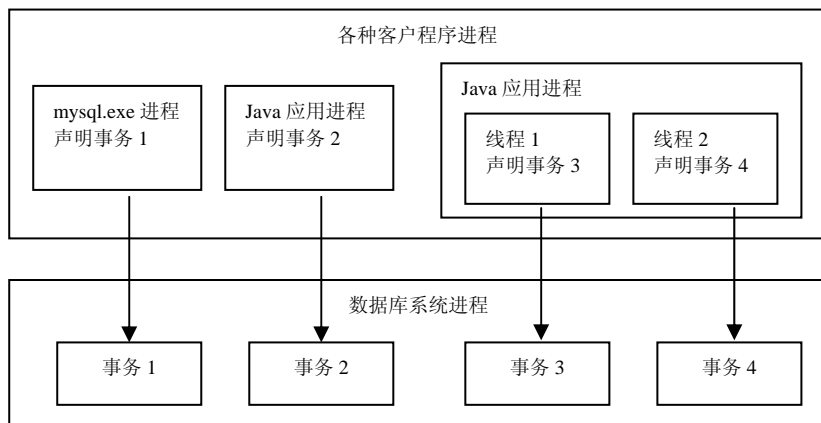 各种客户程序进程
mysql.exe 进程
声明事务 1
Java 应用进程
声明事务 2
Java 应用进程
线程 1
声明事务 3
线程 2
声明事务 4
数据库系统进程
事务 1
事务 2
事务 3
事务 4